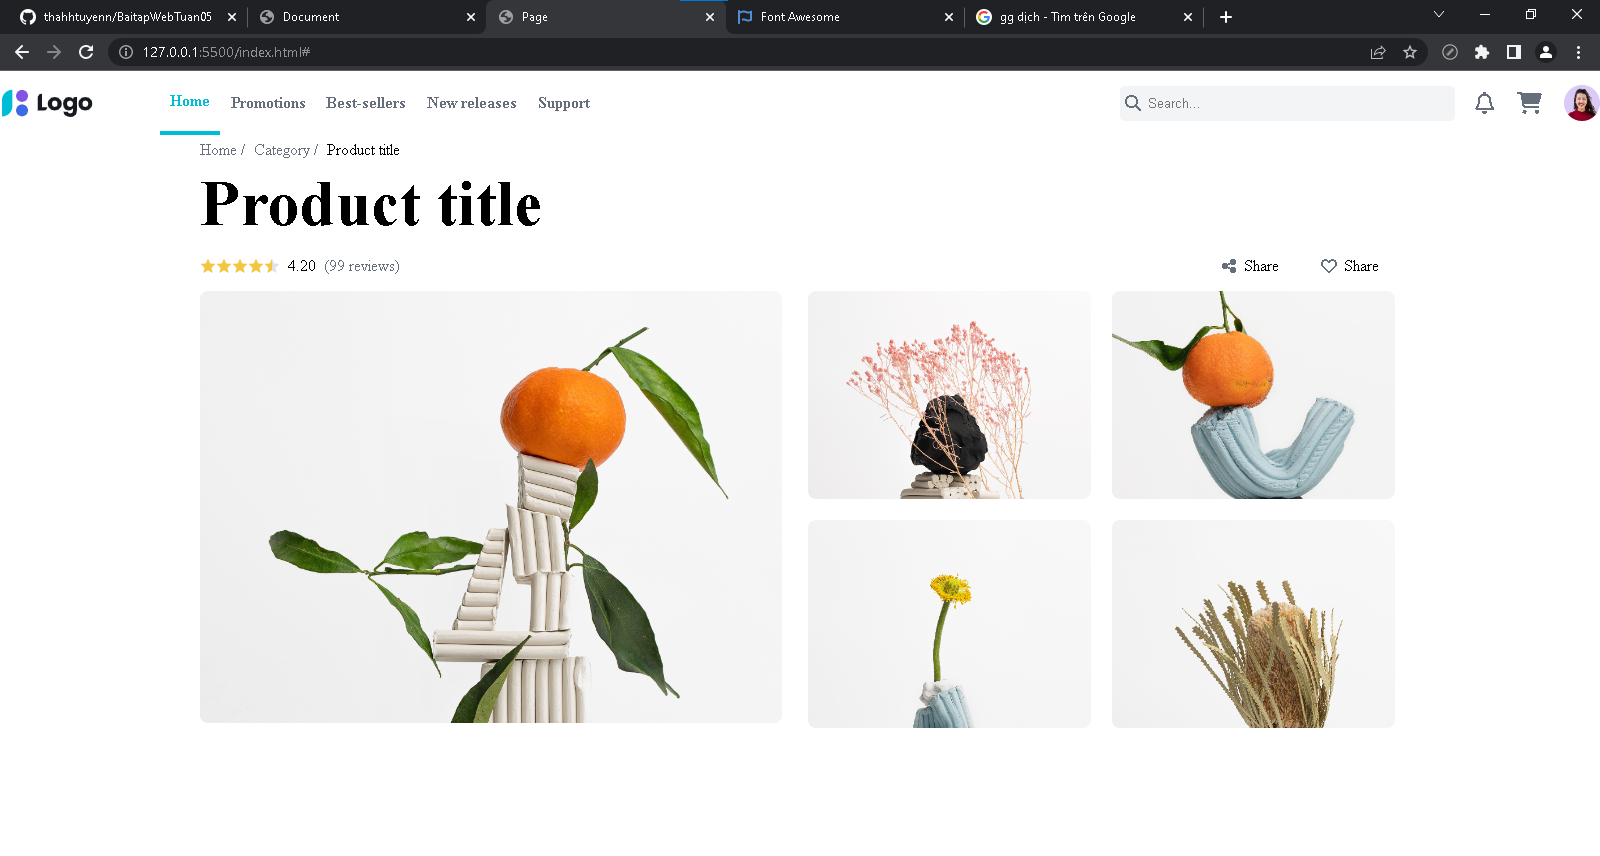 thahhtuyenn/BaitapWebTuan05
Document
Page
Font Awesome
gg dịch - Tìm trên Google
127.0.0.1:5500/index.html#
Logo
Home
Promotions
Best-sellers
New releases
Support
Search...
Home / Category / Product title
Product title
4.20 (99 reviews)
Share
Share